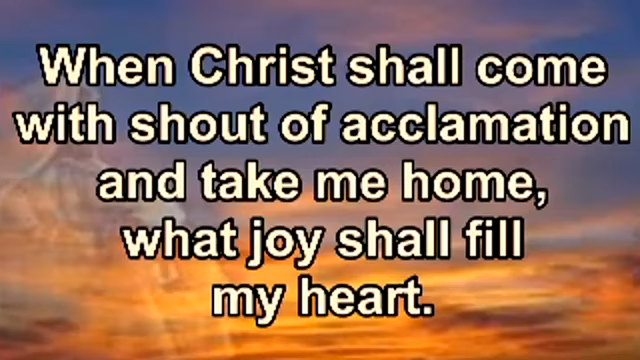 When Christ shall come
with shout of acclamation
and take me home,
what joy shall fill
my heart.